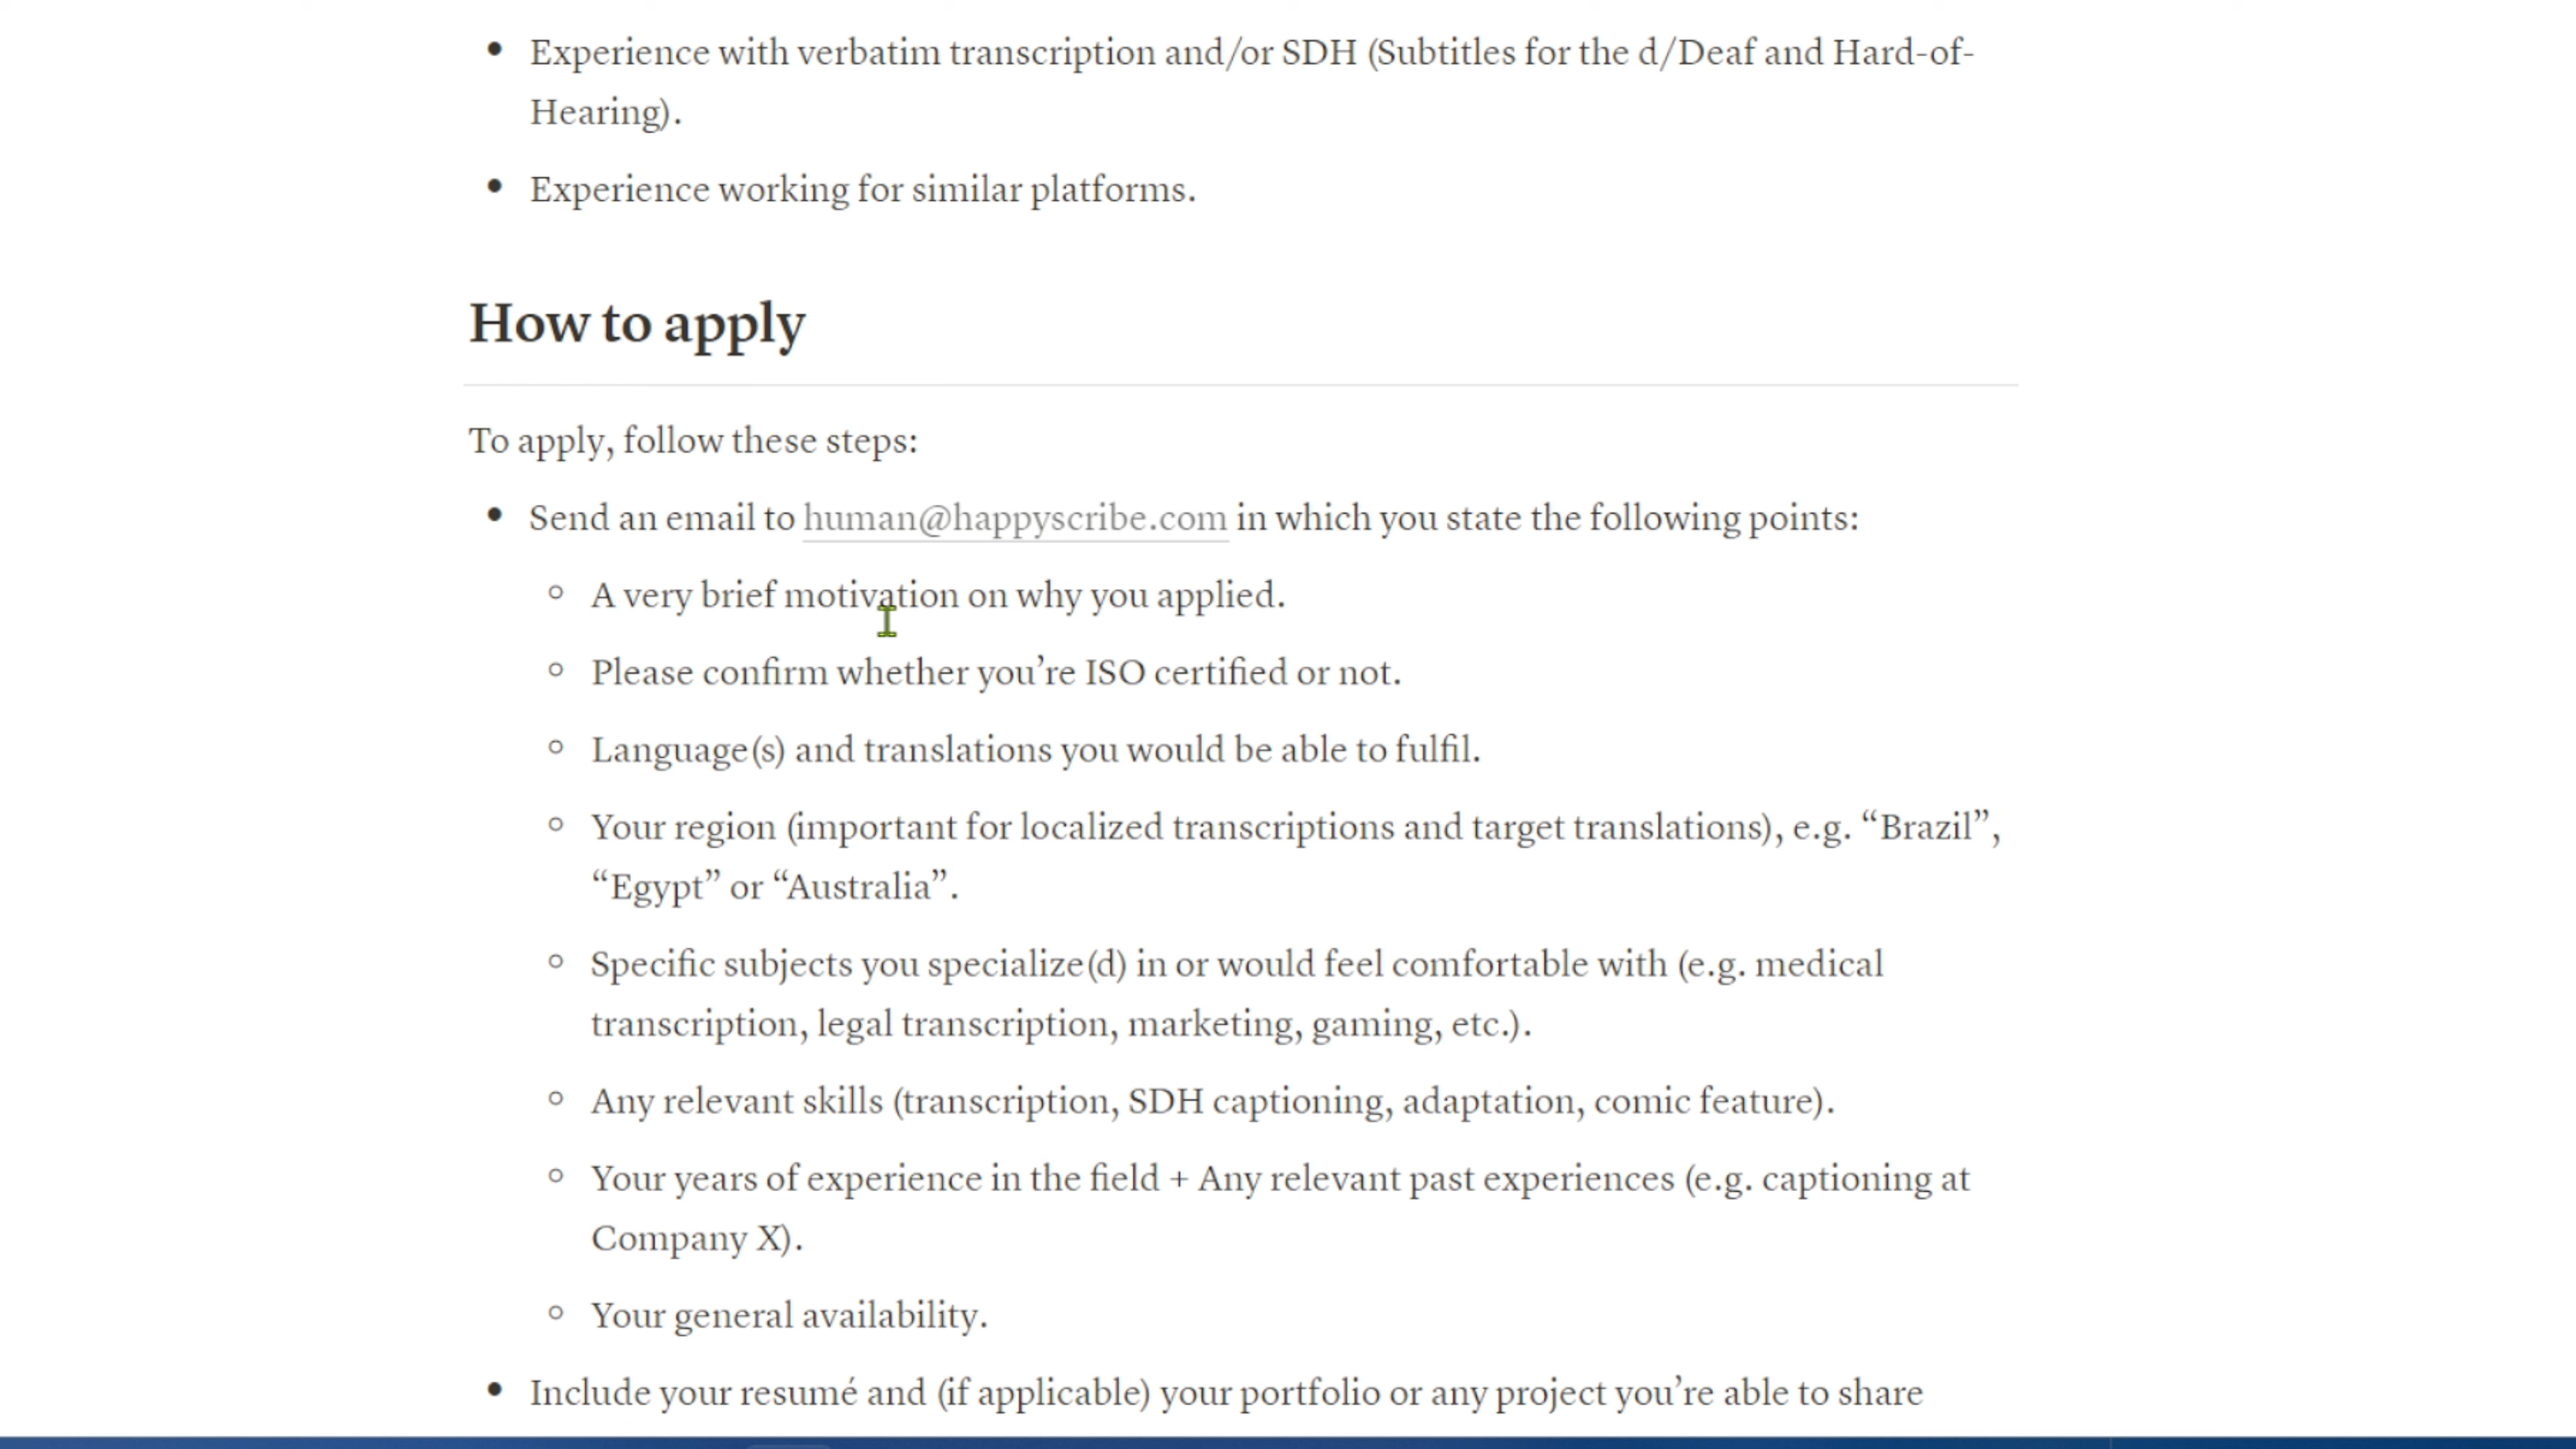 Experience with verbatim transcription and/or SDH (Subtitles for the d/Deaf and Hard-of-
Hearing).
Experience working for similar platforms.
How to apply
To apply, follow these steps:
Send an email to human@happyscribe.com in which you state the following points:
A very brief motivation on why you applied.
Please confirm whether you’re ISO certified or not.
Language(s) and translations you would be able to fulfil.
Your region (important for localized transcriptions and target translations), e.g. “Brazil”,
“Egypt” or “Australia”.
Specific subjects you specialize(d) in or would feel comfortable with (e.g. medical
transcription, legal transcription, marketing, gaming, etc.).
Any relevant skills (transcription, SDH captioning, adaptation, comic feature).
Your years of experience in the field + Any relevant past experiences (e.g. captioning at
Company X).
Your general availability.
Include your resumé and (if applicable) your portfolio or any project you’re able to share